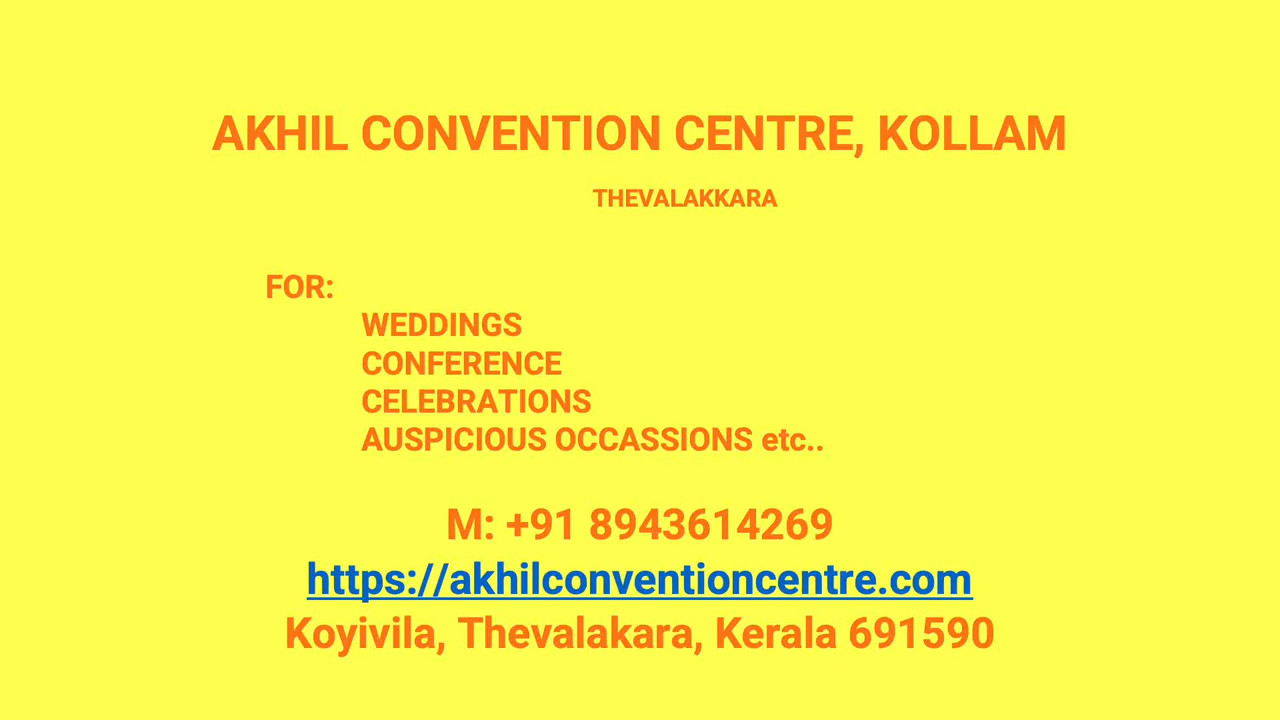 AKHIL CONVENTION CENTRE, KOLLAM
THEVALAKKARA
FOR:
WEDDINGS
CONFERENCE
CELEBRATIONS
AUSPICIOUS OCCASSIONS etc..
M: +91 8943614269
https://akhilconventioncentre.com
Koyivila, Thevalakara, Kerala 691590